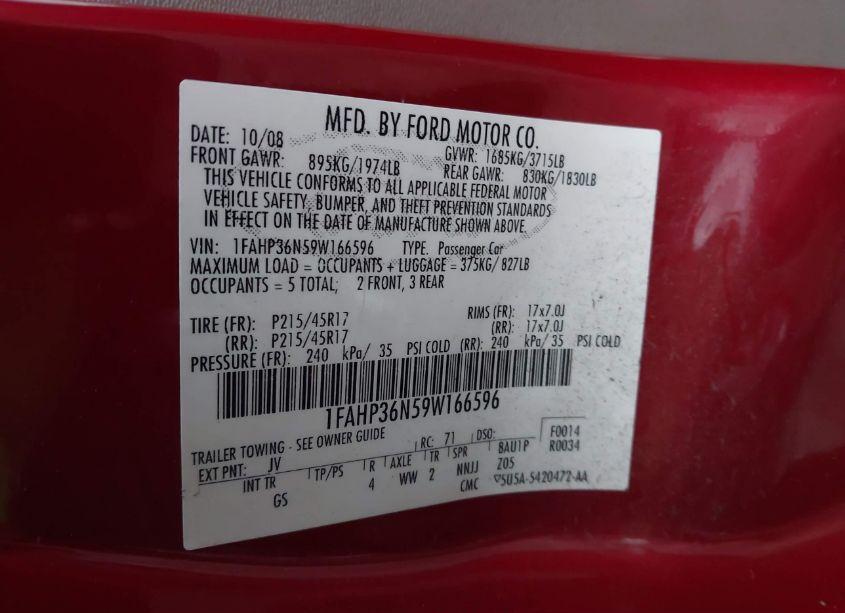 MFD. BY FORD MOTOR CO.
DATE: 10/08 GVWR: 1685KG/3715LB
FRONT GAWR: 895KG/1974LB REAR GAWR: 830KG/1830LB
THIS VEHICLE CONFORMS TO ALL APPLICABLE FEDERAL MOTOR
VEHICLE SAFETY, BUMPER, AND THEFT PREVENTION STANDARDS
IN EFFECT ON THE DATE OF MANUFACTURE SHOWN ABOVE.
VIN: 1FAHP36N59W166596 TYPE. Passenger Car
MAXIMUM LOAD = OCCUPANTS + LUGGAGE = 375KG/827LB
OCCUPANTS = 5 TOTAL; 2 FRONT, 3 REAR
TIRE (FR): P215/45R17 RIMS (FR): 17x7.0J
(RR): P215/45R17 (RR): 17x7.0J
PRESSURE (FR): 240 kPa/ 35 PSI COLD (RR): 240 kPa/ 35 PSI COLD
1FAHP36N59W166596
TRAILER TOWING - SEE OWNER GUIDE RC: 71 DSO: F0014
R0034
EXT PNT: JV TP/PS R AXLE TR SPR BAU1P
INT TR 4 WW 2 NNJJ Z05
GS CMC 5U5A-5420472-AA